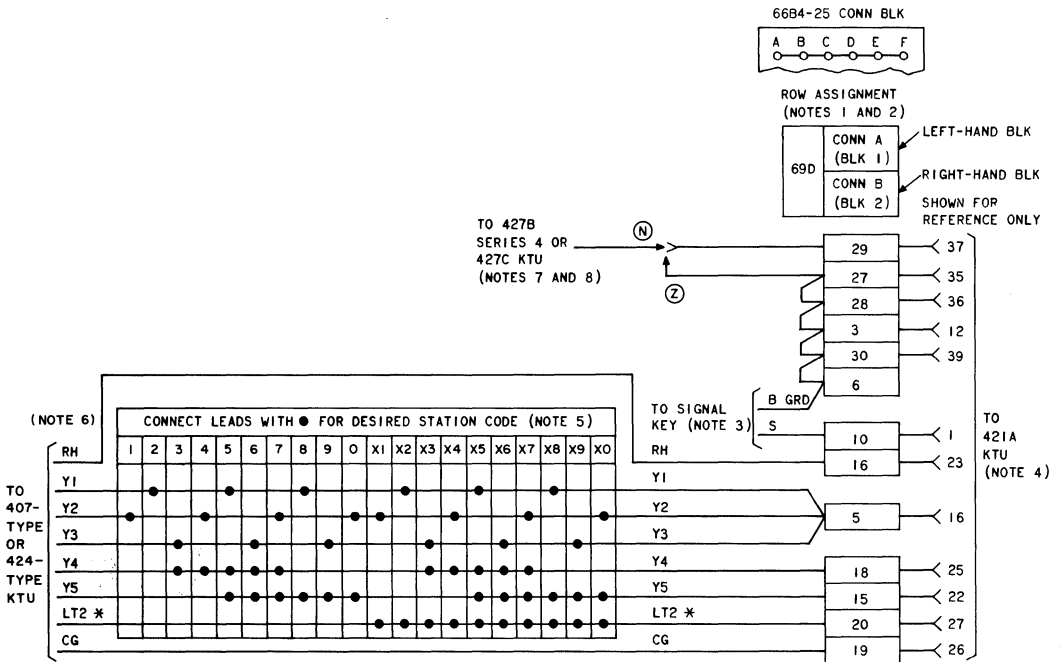 66B4-25 CONN BLK
A B C D E F
ROW ASSIGNMENT
(NOTES 1 AND 2)
69D
CONN A
(BLK 1)
CONN B
(BLK 2)
LEFT-HAND BLK
RIGHT-HAND BLK
SHOWN FOR
REFERENCE ONLY
TO 427B
SERIES 4 OR
427C KTU
(NOTES 7 AND 8)
N
Z
29 37
27 35
28 36
3 12
30 39
6
TO SIGNAL
KEY (NOTE 3)
B GRD
S
10 1
RH
16 23
TO
421A
KTU
(NOTE 4)
(NOTE 6)
CONNECT LEADS WITH ● FOR DESIRED STATION CODE (NOTE 5)
1 2 3 4 5 6 7 8 9 0 X1 X2 X3 X4 X5 X6 X7 X8 X9 X0
TO
407-
TYPE
OR
424-
TYPE
KTU
RH
Y1 Y1
Y2 Y2 5 16
Y3 Y3
Y4 Y4 18 25
Y5 Y5 15 22
LT2 * LT2 * 20 27
CG CG 19 26